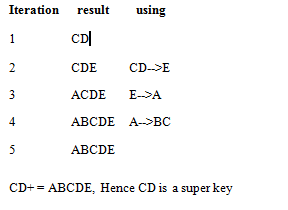 Iteration result using
1 CD
2 CDE CD-->E
3 ACDE E-->A
4 ABCDE A-->BC
5 ABCDE
CD+ = ABCDE, Hence CD is a super key